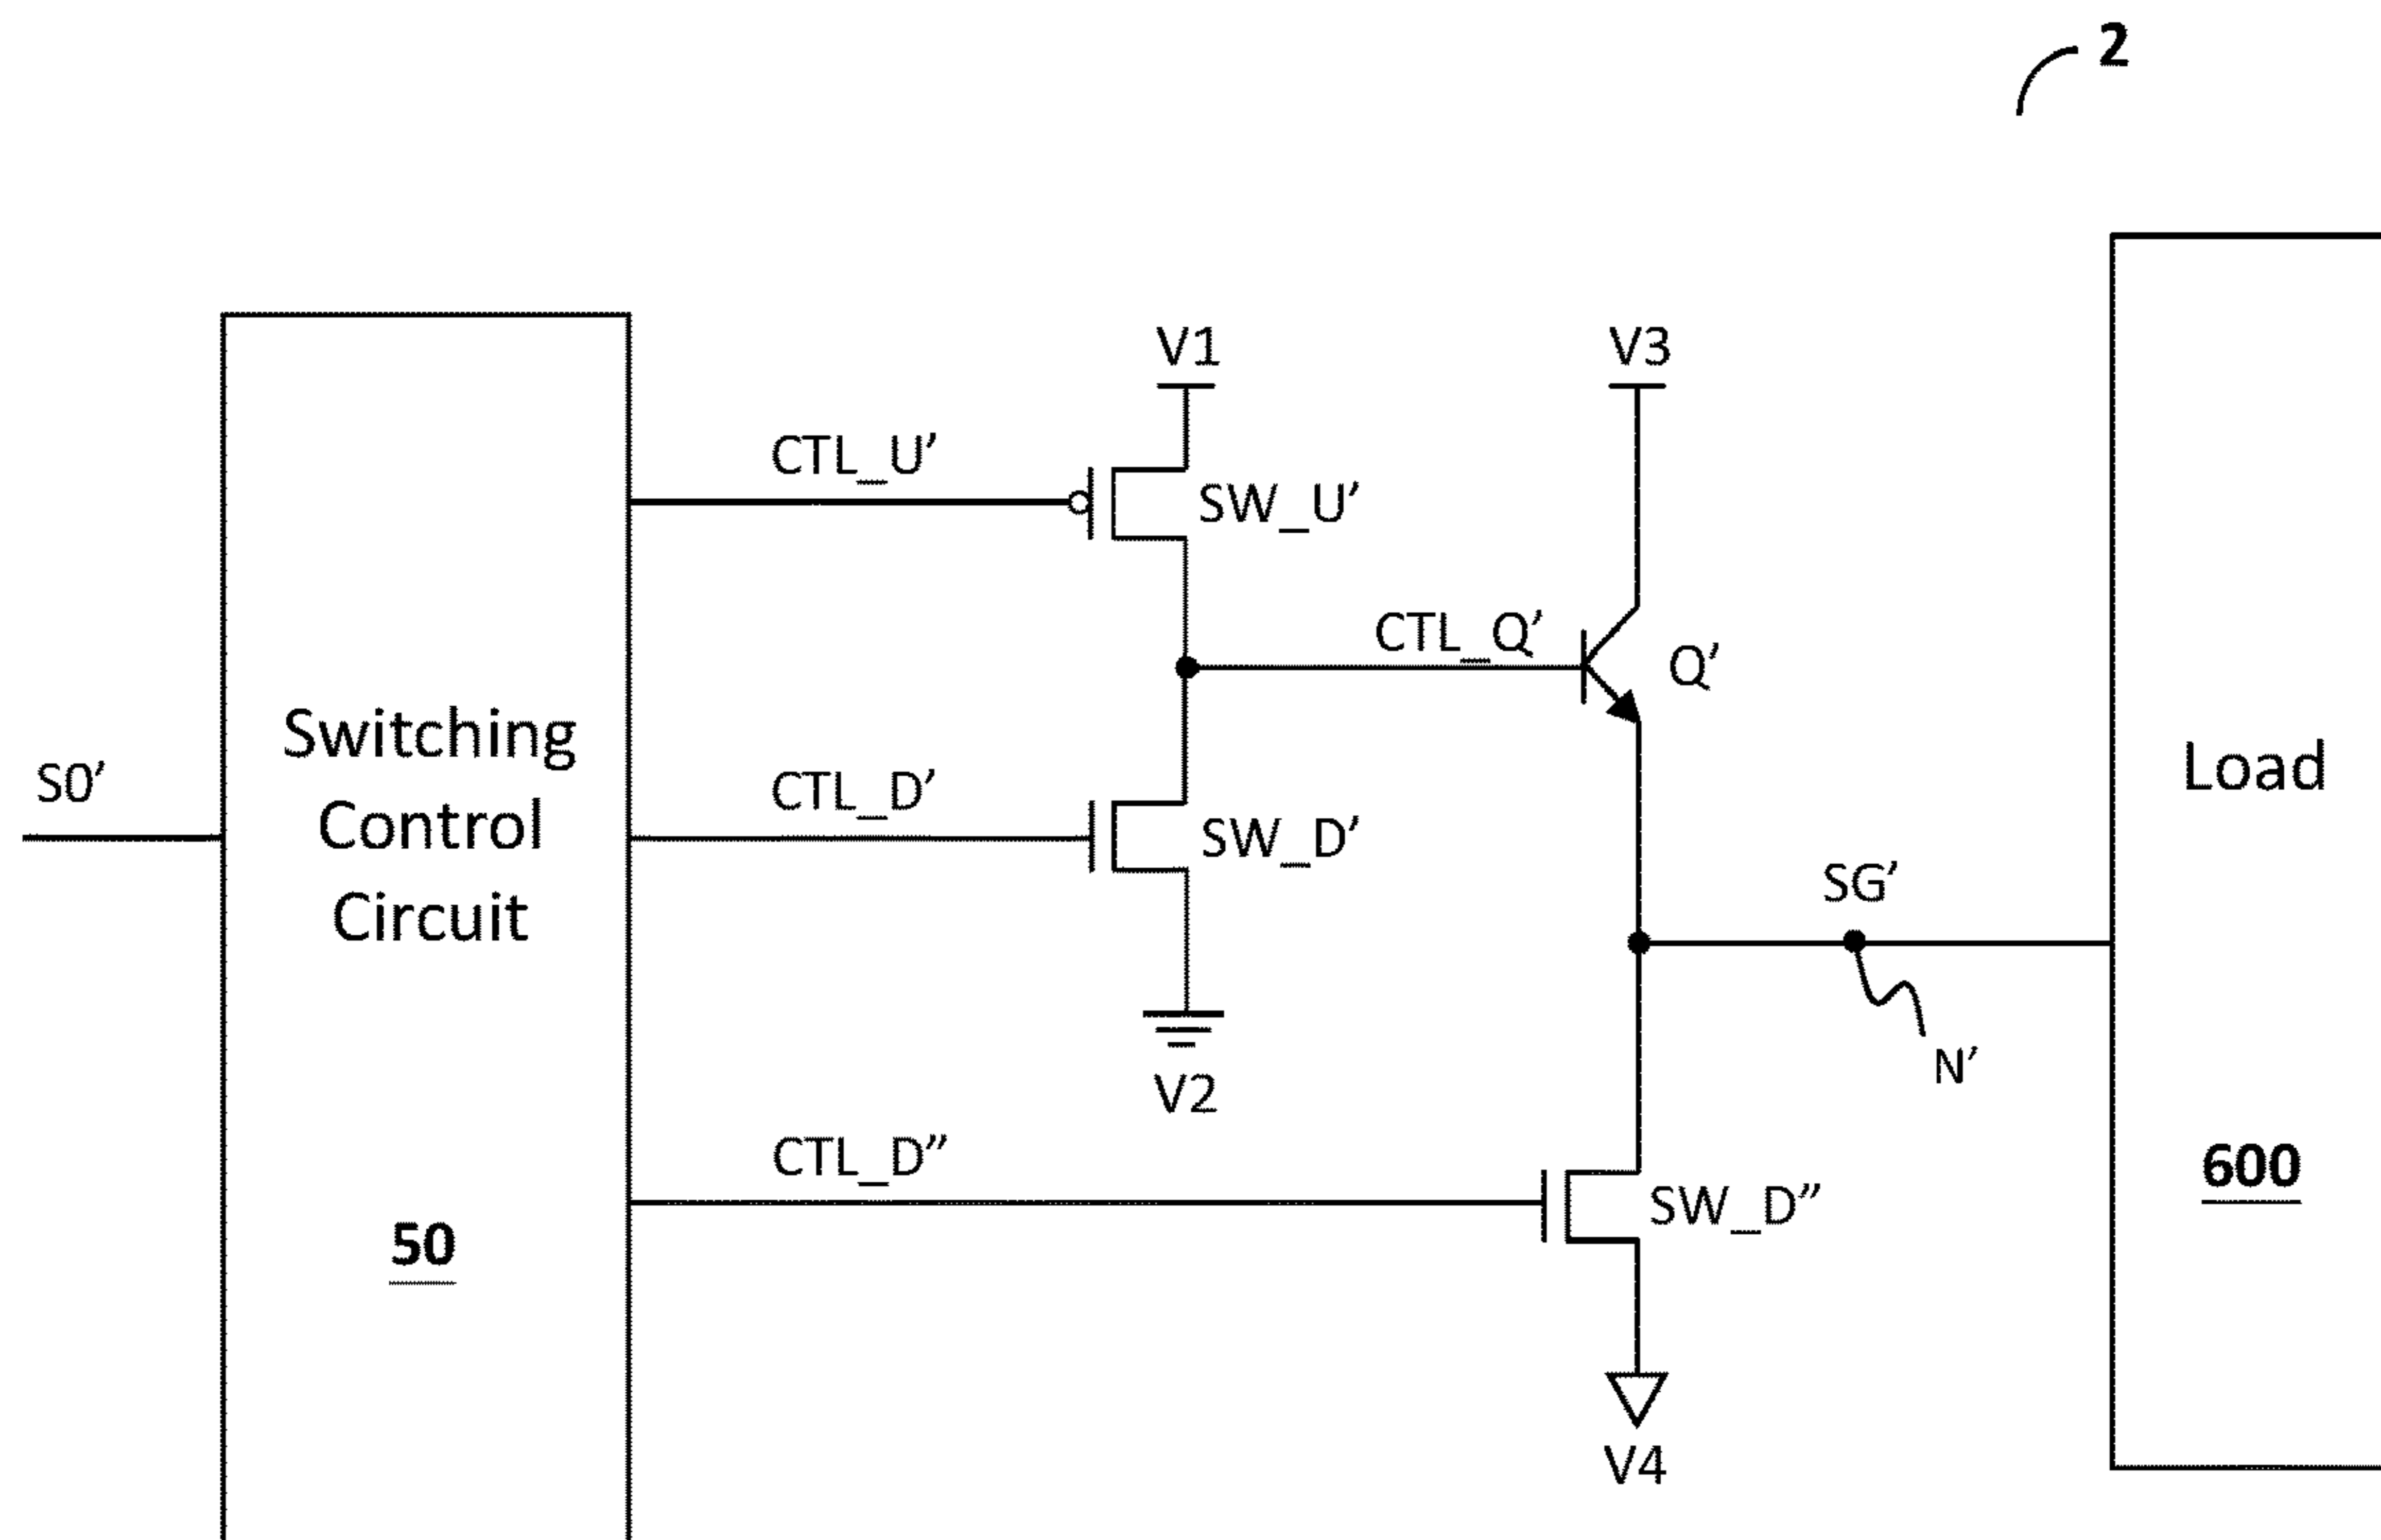 2
V1
V3
CTL_U’
SW_U’
CTL_Q’
Q’
Switching
Control
Circuit
50
S0’
CTL_D’
SW_D’
Load
SG’
N’
V2
CTL_D”
SW_D”
600
V4